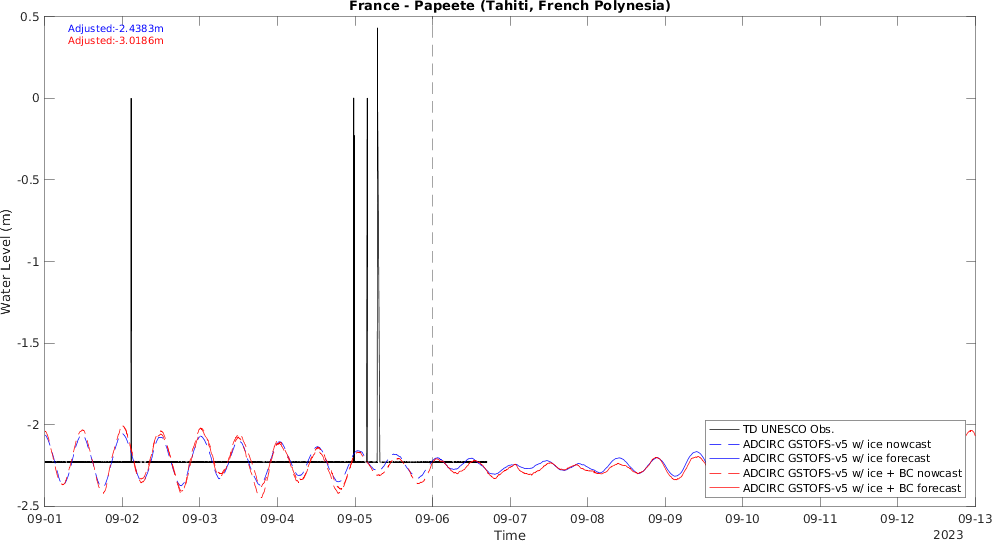 France - Papeete (Tahiti, French Polynesia)
Adjusted:-2.4383m
Adjusted:-3.0186m
Water Level (m)
0.5
0
-0.5
-1
-1.5
-2
-2.5
TD UNESCO Obs.
ADCIRC GSTOFS-v5 w/ ice nowcast
ADCIRC GSTOFS-v5 w/ ice forecast
ADCIRC GSTOFS-v5 w/ ice + BC nowcast
ADCIRC GSTOFS-v5 w/ ice + BC forecast
09-01 09-02 09-03 09-04 09-05 09-06 09-07 09-08 09-09 09-10 09-11 09-12 09-13
Time 2023